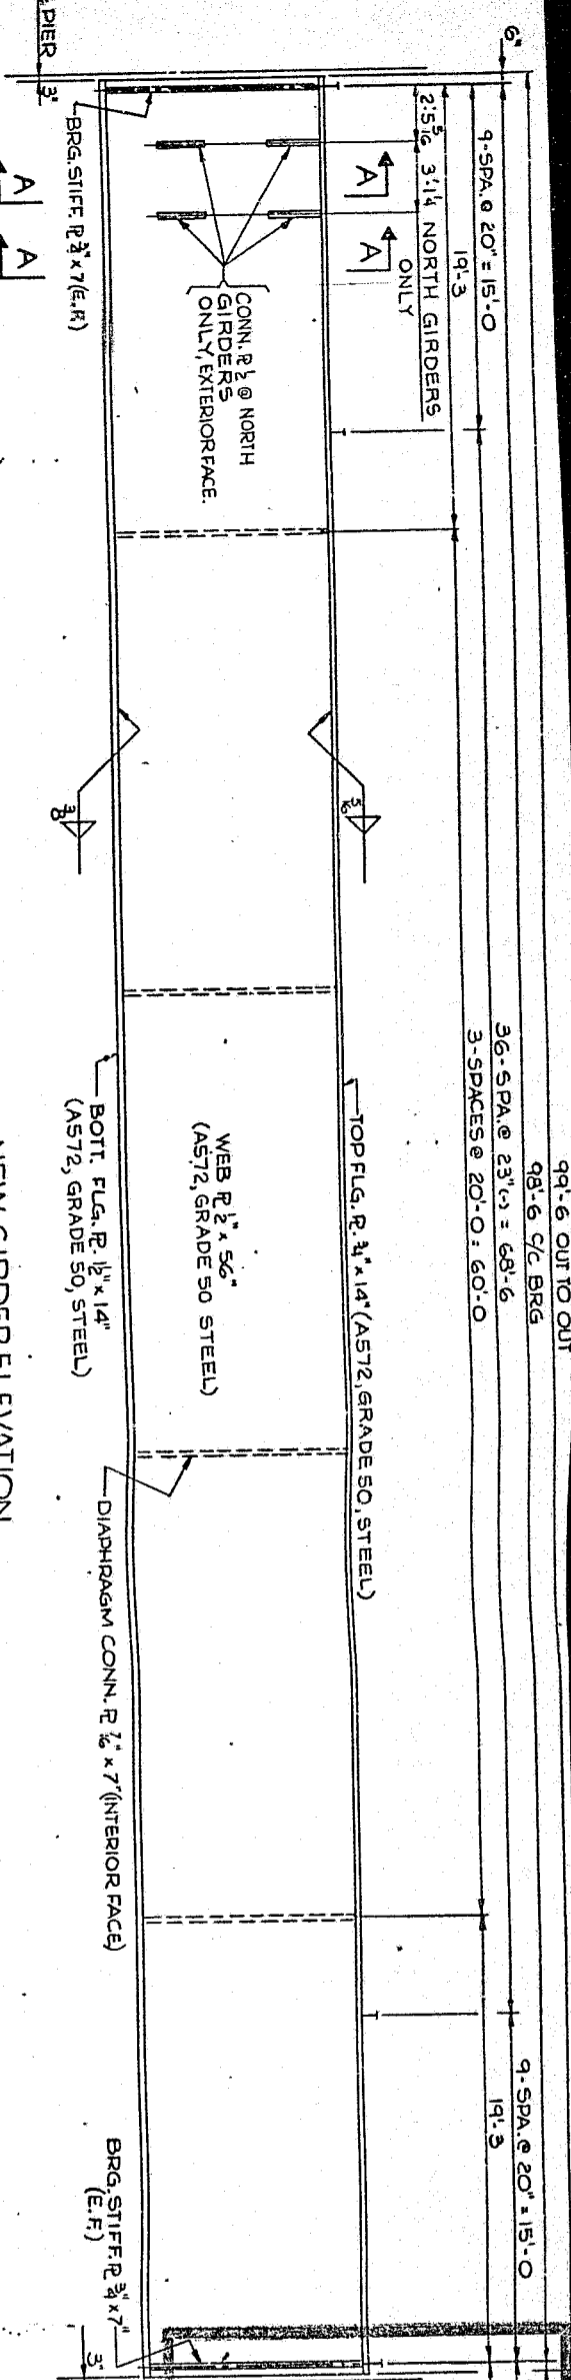 99'-6 OUT TO OUT
98'-6 C/C BRG
36-SPA.@ 23"(-) = 68'-6
3-SPACES @ 20'-0 = 60'-0
6"
9-SPA.@ 20" = 15'-0
19'-3
2'-5 5/16
3'-1 1/4
NORTH GIRDERS
ONLY
A
A
9-SPA.@ 20" = 15'-0
19'-3
TOP FLG. PL. 3/4" x 14" (A572, GRADE 50, STEEL)
5/16
CONN. PL 1/2 @ NORTH
GIRDERS
ONLY, EXTERIOR FACE.
WEB PL 1/2" x 56"
(A572, GRADE 50 STEEL)
3/8
BRG. STIFF. PL 3/4" x 7 (E.F.)
PIER
3"
A
A
BOTT. FLG. PL. 1 1/2" x 14"
(A572, GRADE 50, STEEL)
DIAPHRAGM CONN. PL 7/16" x 7" (INTERIOR FACE)
BRG. STIFF. PL 3/4" x 7"
(E.F.)
3"
NEW GIRDER ELEVATION